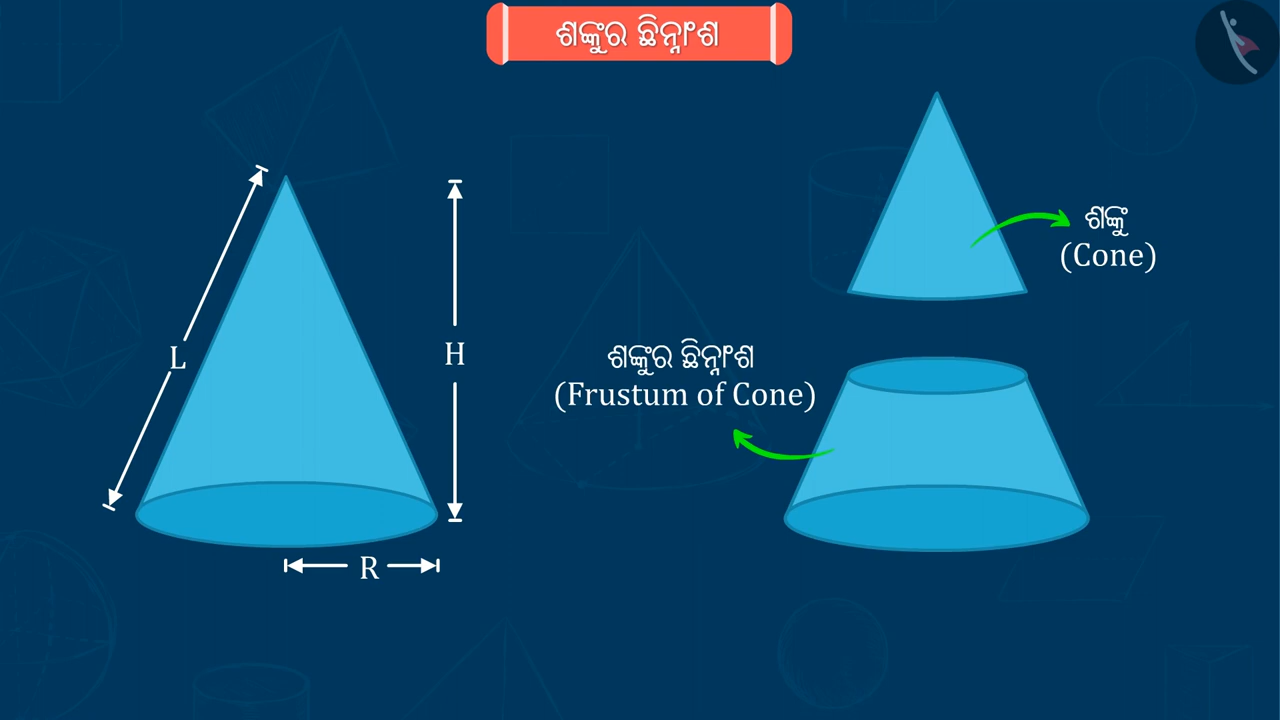 ଶଙ୍କୁର ଛିନ୍ନାଂଶ
L
H
R
ଶଙ୍କୁ
(Cone)
ଶଙ୍କୁର ଛିନ୍ନାଂଶ
(Frustum of Cone)